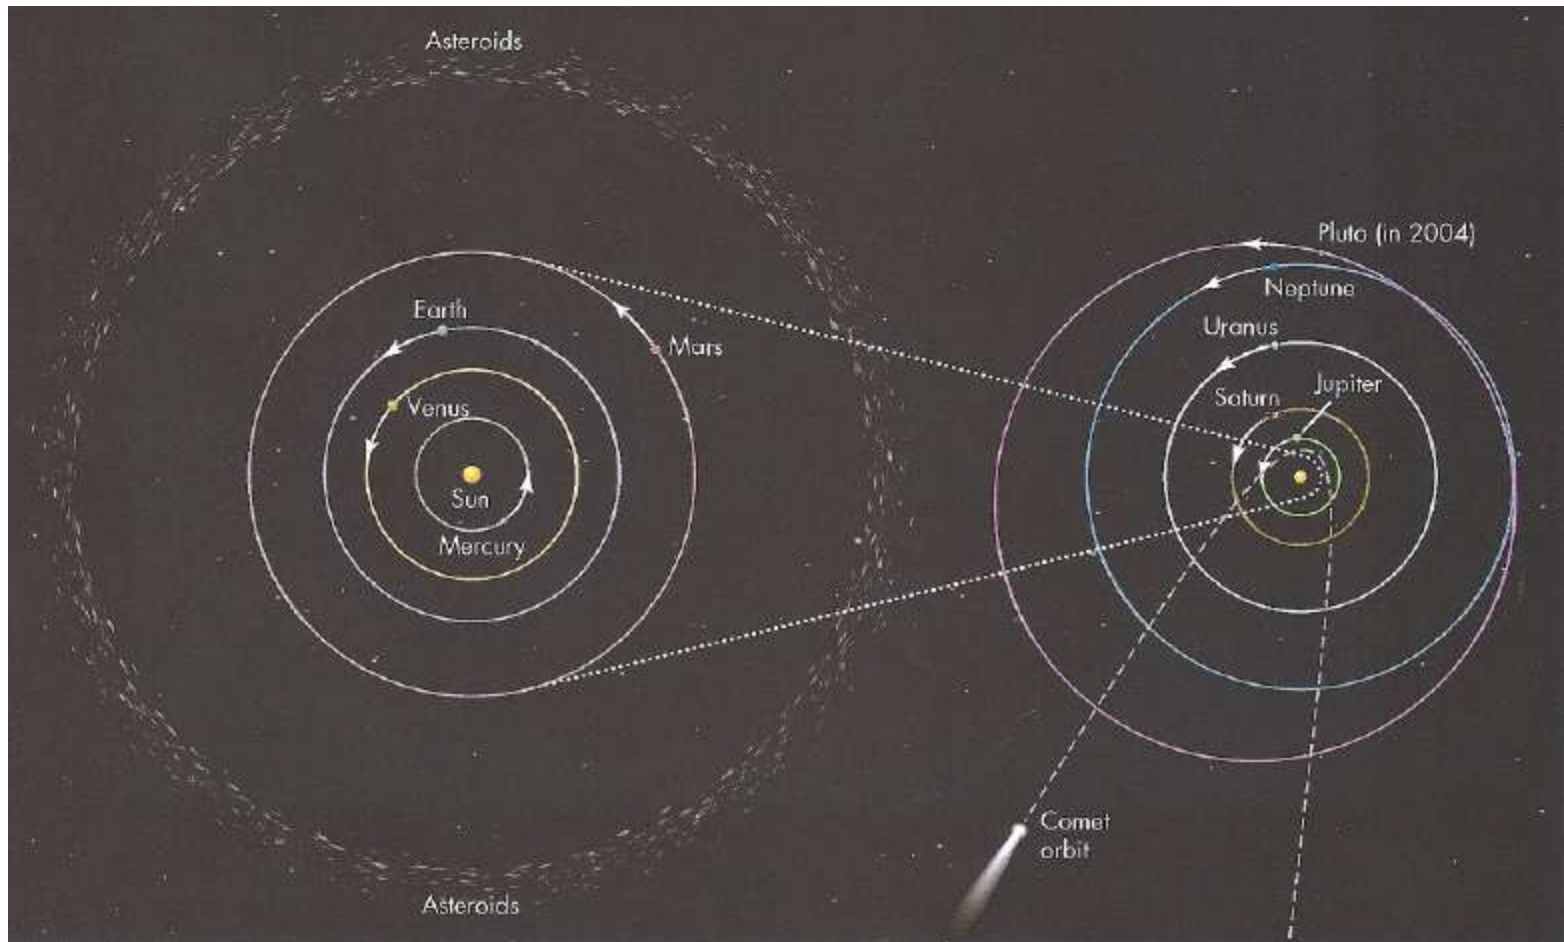 Asteroids
Earth
Mars
Venus
Sun
Mercury
Asteroids
Pluto (in 2004)
Neptune
Uranus
Jupiter
Saturn
Comet
orbit